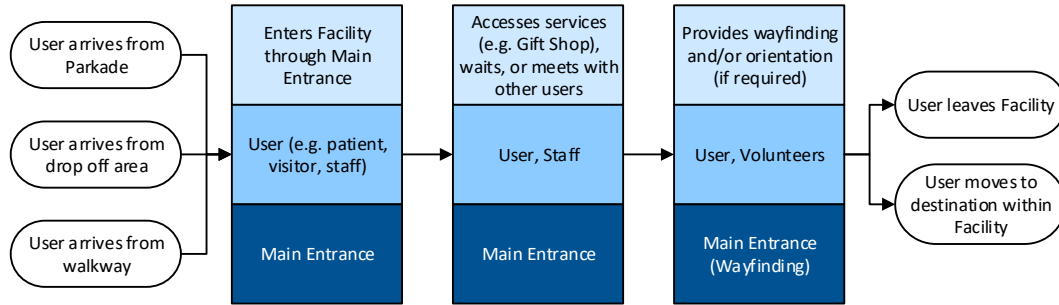 User arrives from
Parkade
User arrives from
drop off area
User arrives from
walkway
Enters Facility
through Main
Entrance
User (e.g. patient,
visitor, staff)
Main Entrance
Accesses services
(e.g. Gift Shop),
waits, or meets with
other users
User, Staff
Main Entrance
Provides wayfinding
and/or orientation
(if required)
User, Volunteers
Main Entrance
(Wayfinding)
User leaves Facility
User moves to
destination within
Facility